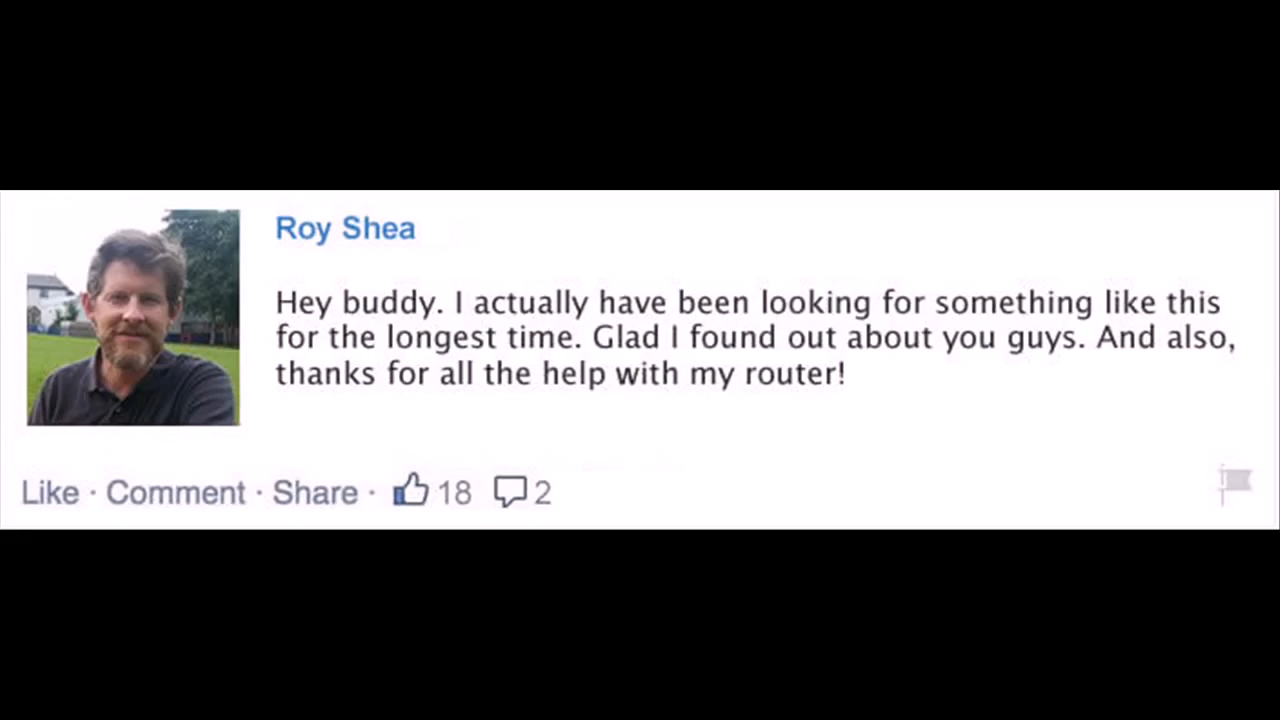 Roy Shea
Hey buddy. I actually have been looking for something like this
for the longest time. Glad I found out about you guys. And also,
thanks for all the help with my router!
Like · Comment · Share · 18 2